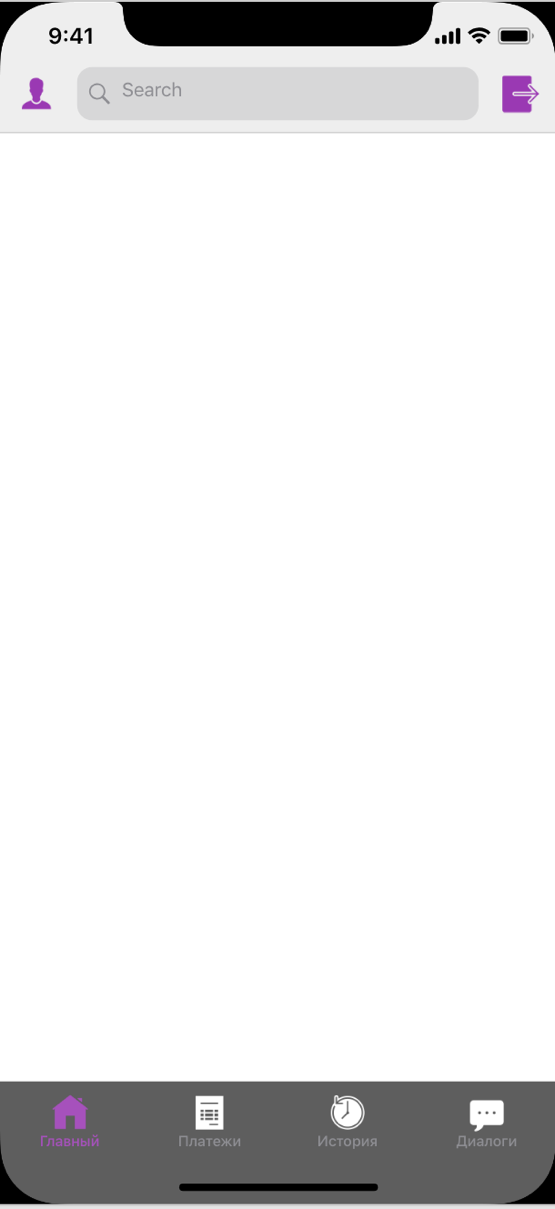 9:41
Search
Главный
Платежи
История
Диалоги